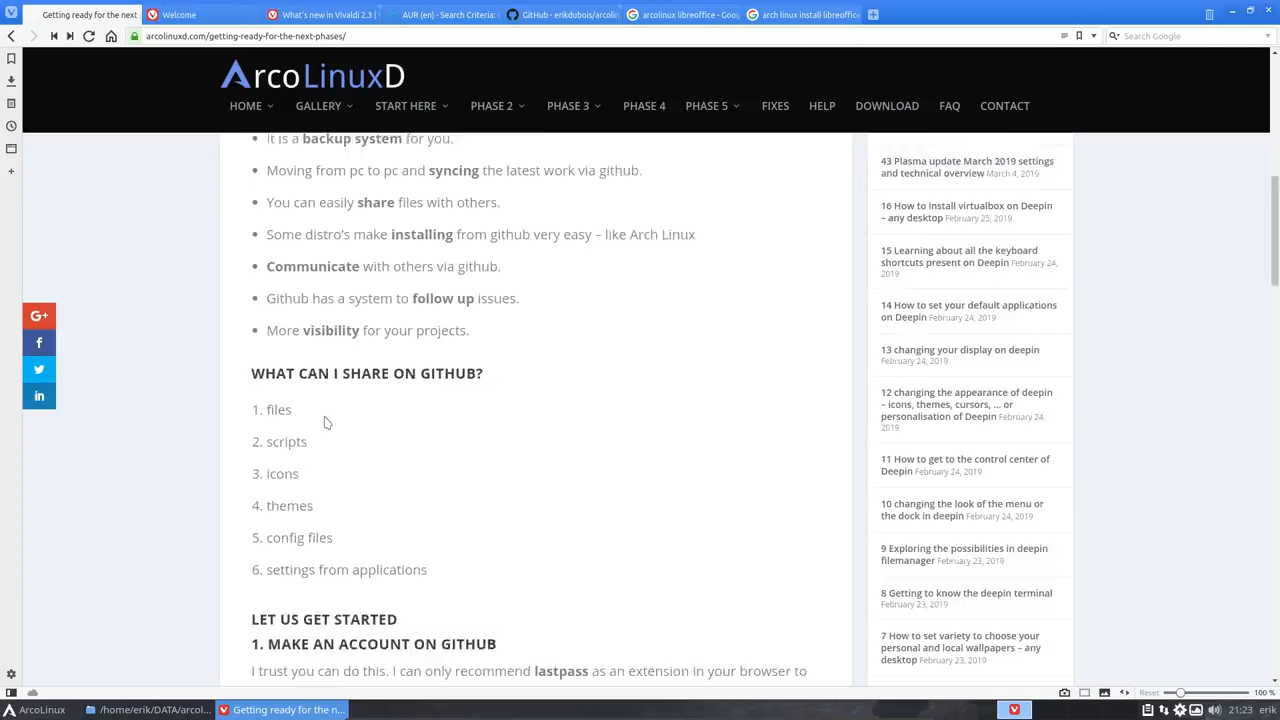 Getting ready for the next
Welcome
What's new in Vivaldi 2.3 |
AUR (en) - Search Criteria:
GitHub - erikdubois/arcolin
arcolinux libreoffice - Goog
arch linux install libreoffice
arcolinuxd.com/getting-ready-for-the-next-phases/
Search Google
ArcoLinuxD
HOME
GALLERY
START HERE
PHASE 2
PHASE 3
PHASE 4
PHASE 5
FIXES
HELP
DOWNLOAD
FAQ
CONTACT
It is a backup system for you.
Moving from pc to pc and syncing the latest work via github.
You can easily share files with others.
Some distro's make installing from github very easy – like Arch Linux
Communicate with others via github.
Github has a system to follow up issues.
More visibility for your projects.
WHAT CAN I SHARE ON GITHUB?
1. files
2. scripts
3. icons
4. themes
5. config files
6. settings from applications
LET US GET STARTED
1. MAKE AN ACCOUNT ON GITHUB
I trust you can do this. I can only recommend lastpass as an extension in your browser to
43 Plasma update March 2019 settings
and technical overview March 4, 2019
16 How to install virtualbox on Deepin
– any desktop February 25, 2019
15 Learning about all the keyboard
shortcuts present on Deepin February 24,
2019
14 How to set your default applications
on Deepin February 24, 2019
13 changing your display on deepin
February 24, 2019
12 changing the appearance of deepin
– icons, themes, cursors, ... or
personalisation of Deepin February 24,
2019
11 How to get to the control center of
Deepin February 24, 2019
10 changing the look of the menu or
the dock in deepin February 24, 2019
9 Exploring the possibilities in deepin
filemanager February 23, 2019
8 Getting to know the deepin terminal
February 23, 2019
7 How to set variety to choose your
personal and local wallpapers – any
desktop February 23, 2019
G+
f
in
Reset
100 %
ArcoLinux
/home/erik/DATA/arcol...
Getting ready for the n...
21:23
erik